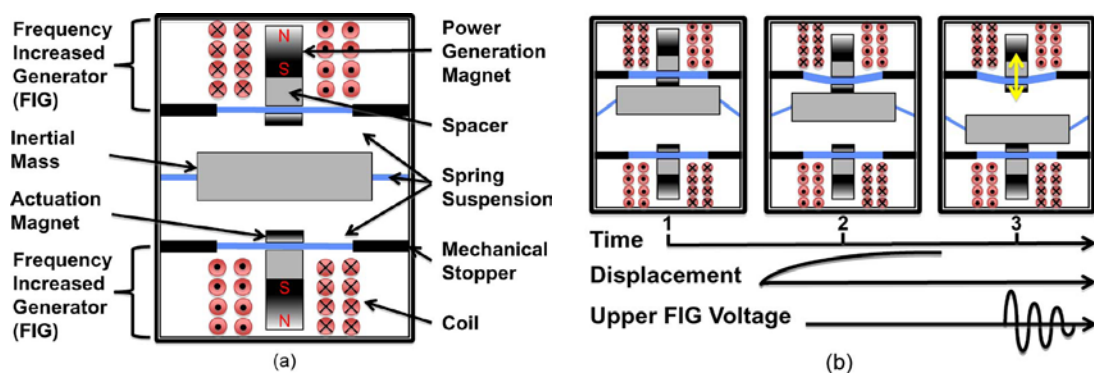 Frequency
Increased
Generator
(FIG)
Inertial
Mass
Actuation
Magnet
Frequency
Increased
Generator
(FIG)
N
S
S
N
Power
Generation
Magnet
Spacer
Spring
Suspension
Mechanical
Stopper
Coil
(a)
1
2
3
Time
Displacement
Upper FIG Voltage
(b)